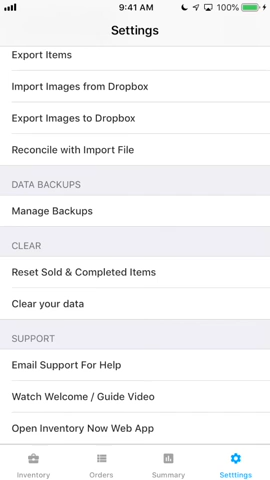 9:41 AM
100%
Settings
Export Items
Import Images from Dropbox
Export Images to Dropbox
Reconcile with Import File
DATA BACKUPS
Manage Backups
CLEAR
Reset Sold & Completed Items
Clear your data
SUPPORT
Email Support For Help
Watch Welcome / Guide Video
Open Inventory Now Web App
Inventory
Orders
Summary
Setttings